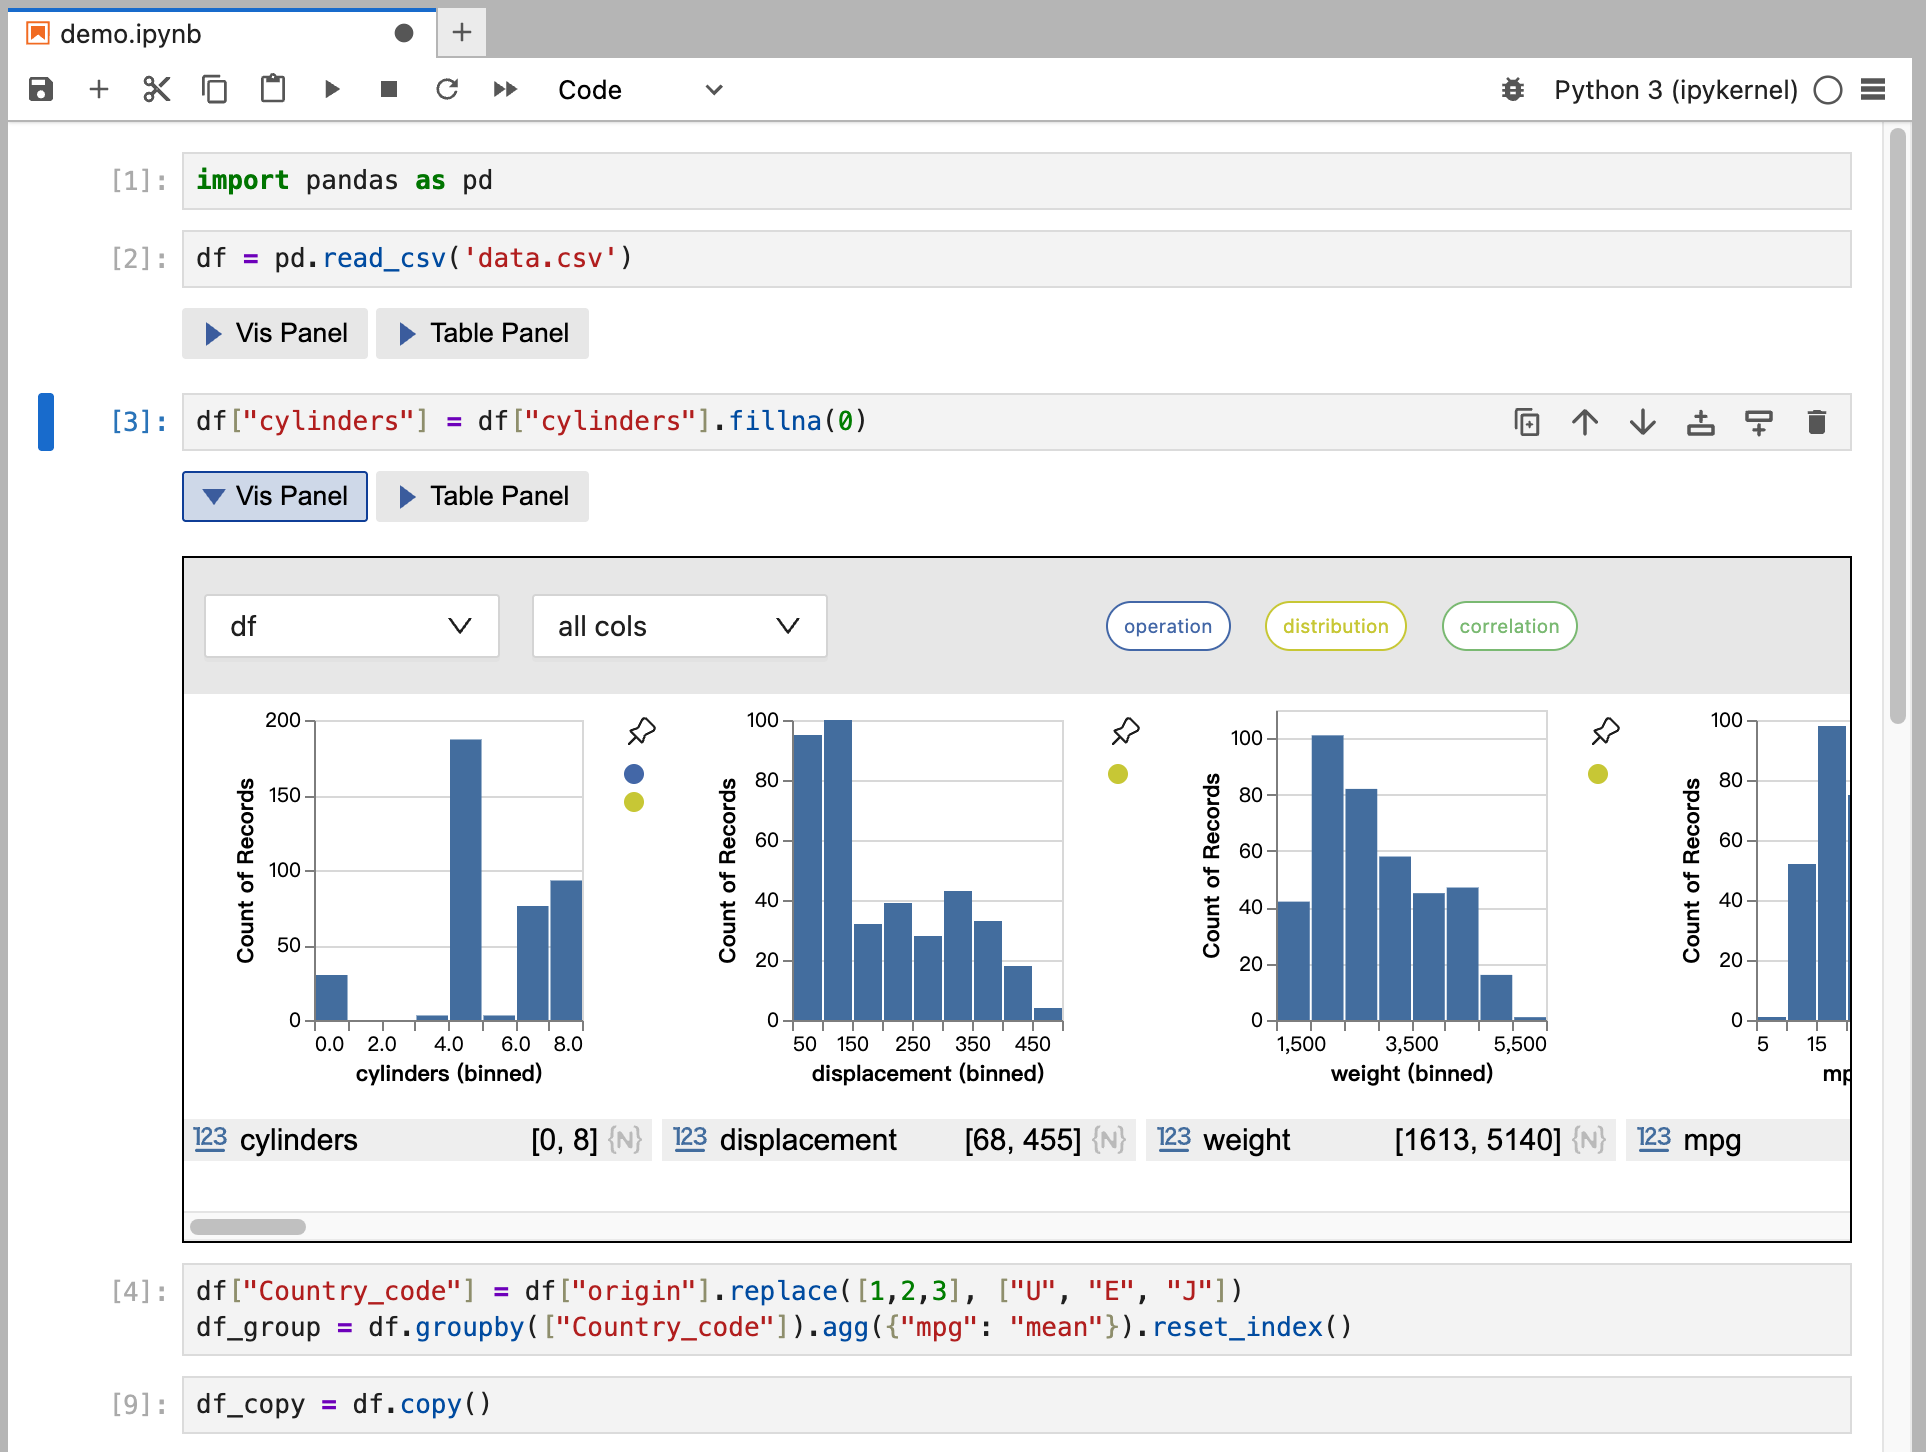 demo.ipynb
Code
Python 3 (ipykernel)
[1]: import pandas as pd
[2]: df = pd.read_csv('data.csv')
Vis Panel Table Panel
[3]: df["cylinders"] = df["cylinders"].fillna(0)
Vis Panel Table Panel
df all cols operation distribution correlation
Count of Records
200
150
100
50
0
0.0 2.0 4.0 6.0 8.0
cylinders (binned)
Count of Records
100
80
60
40
20
0
50 150 250 350 450
displacement (binned)
Count of Records
100
80
60
40
20
0
1,500 3,500 5,500
weight (binned)
Count of Records
100
80
60
40
20
0
5 15
mp
123 cylinders [0, 8] {N}
123 displacement [68, 455] {N}
123 weight [1613, 5140] {N}
123 mpg
[4]: df["Country_code"] = df["origin"].replace([1,2,3], ["U", "E", "J"])
df_group = df.groupby(["Country_code"]).agg({"mpg": "mean"}).reset_index()
[9]: df_copy = df.copy()